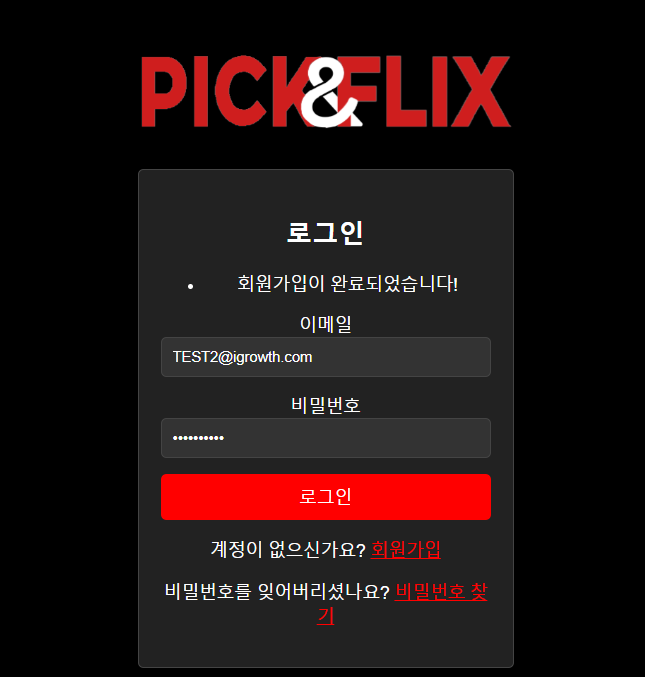 PICK&FLIX
로그인
• 회원가입이 완료되었습니다!
이메일
TEST2@igrowth.com
비밀번호
••••••••••
로그인
계정이 없으신가요? 회원가입
비밀번호를 잊어버리셨나요? 비밀번호 찾
기